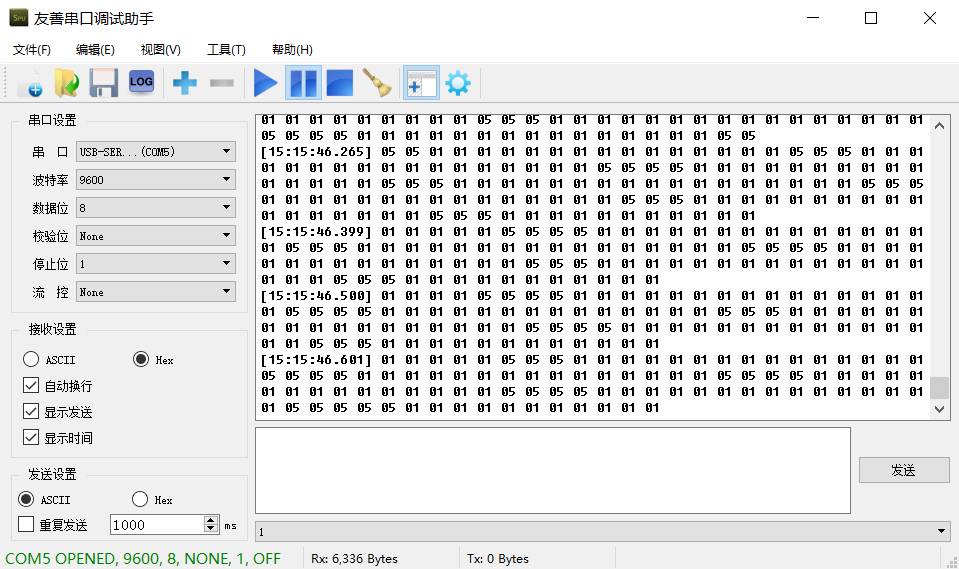 友善串口调试助手
文件(F) 编辑(E) 视图(V) 工具(T) 帮助(H)
LOG
串口设置
串 口 USB-SER...(COM5)
波特率 9600
数据位 8
校验位 None
停止位 1
流 控 None
接收设置
ASCII Hex
自动换行
显示发送
显示时间
发送设置
ASCII Hex
重复发送 1000 ms
01 01 01 01 01 01 01 01 01 05 05 05 01 01 01 01 01 01 01 01 01 01 01 01 01 01 01 01
05 05 05 05 01 01 01 01 01 01 01 01 01 01 01 01 01 01 01 05 05
[15:15:46.265] 05 05 01 01 01 01 01 01 01 01 01 01 01 01 01 01 01 05 05 05 01 01 01
01 01 01 01 01 01 01 01 01 01 01 01 01 01 05 05 05 05 01 01 01 01 01 01 01 01 01 01
01 01 01 01 01 05 05 05 01 01 01 01 01 01 01 01 01 01 01 01 01 01 01 01 01 05 05 05
01 01 01 01 01 01 01 01 01 01 01 01 01 01 01 05 05 05 01 01 01 01 01 01 01 01 01 01
01 01 01 01 01 01 01 05 05 05 01 01 01 01 01 01 01 01 01 01 01
[15:15:46.399] 01 01 01 01 01 05 05 05 05 01 01 01 01 01 01 01 01 01 01 01 01 01 01
01 05 05 05 01 01 01 01 01 01 01 01 01 01 01 01 01 01 01 01 05 05 05 05 01 01 01 01
01 01 01 01 01 01 01 01 01 01 01 05 05 05 01 01 01 01 01 01 01 01 01 01 01 01 01 01
01 01 01 05 05 05 01 01 01 01 01 01 01 01 01 01 01
[15:15:46.500] 01 01 01 01 05 05 05 05 01 01 01 01 01 01 01 01 01 01 01 01 01 01 01
01 05 05 05 01 01 01 01 01 01 01 01 01 01 01 01 01 01 01 05 05 05 01 01 01 01 01 01
01 01 01 01 01 01 01 01 01 01 01 05 05 05 05 01 01 01 01 01 01 01 01 01 01 01 01 01
01 01 05 05 05 01 01 01 01 01 01 01 01 01 01 01 01
[15:15:46.601] 01 01 01 01 01 05 05 05 01 01 01 01 01 01 01 01 01 01 01 01 01 01 01
05 05 05 05 01 01 01 01 01 01 01 01 01 01 01 01 01 01 01 05 05 05 05 01 01 01 01 01
01 01 01 01 01 01 01 01 01 01 05 05 05 05 01 01 01 01 01 01 01 01 01 01 01 01 01 01
01 05 05 05 05 01 01 01 01 01 01 01 01 01 01 01 01
发送
1
COM5 OPENED, 9600, 8, NONE, 1, OFF Rx: 6,336 Bytes Tx: 0 Bytes